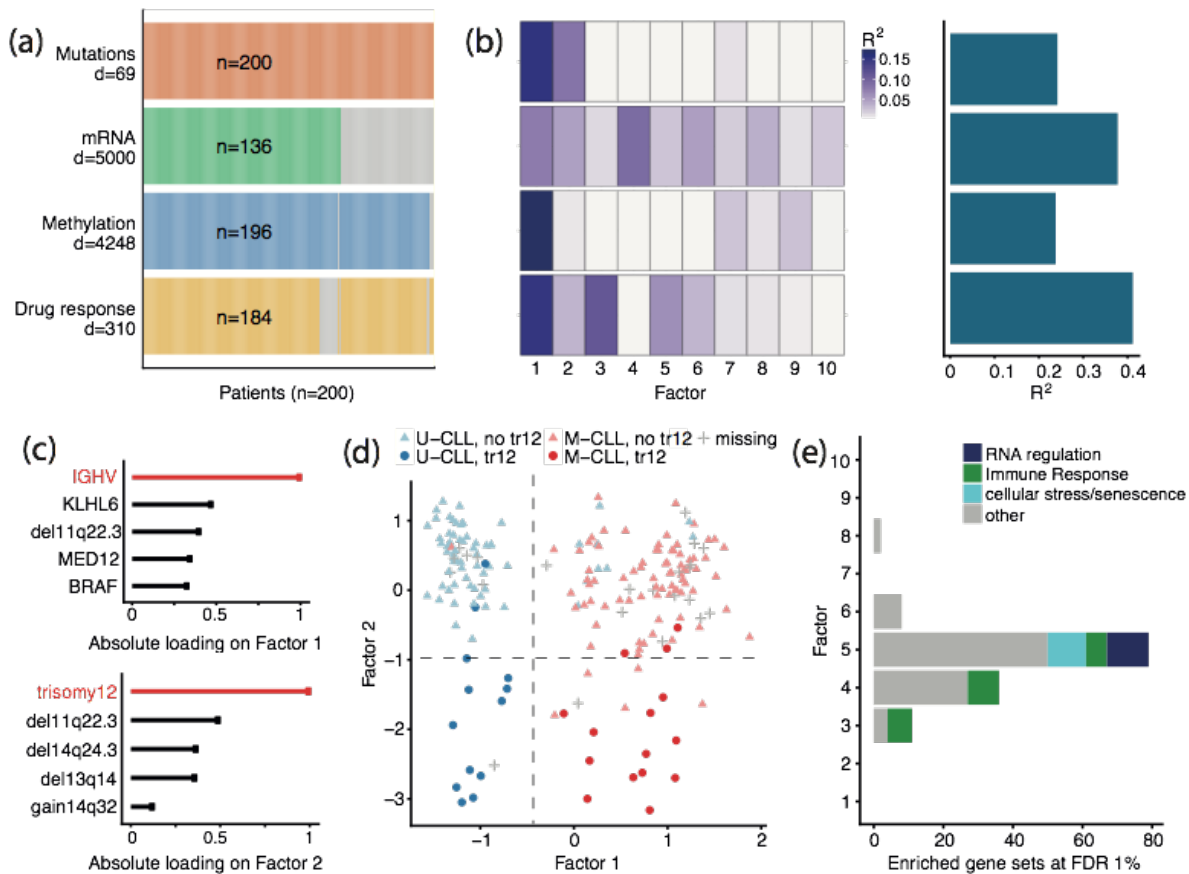 (a)
Mutations
d=69
n=200
mRNA
d=5000
n=136
Methylation
d=4248
n=196
Drug response
d=310
n=184
Patients (n=200)
(b)
R²
0.15
0.10
0.05
1 2 3 4 5 6 7 8 9 10
Factor
0 0.1 0.2 0.3 0.4
R²
(c)
IGHV
KLHL6
del11q22.3
MED12
BRAF
0 0.5 1
Absolute loading on Factor 1
trisomy12
del11q22.3
del14q24.3
del13q14
gain14q32
0 0.5 1
Absolute loading on Factor 2
(d)
U−CLL, no tr12 M−CLL, no tr12 missing
U−CLL, tr12 M−CLL, tr12
Factor 2
1
0
−1
−2
−3
−1 0 1 2
Factor 1
(e)
RNA regulation
Immune Response
cellular stress/senescence
other
Factor
10
9
8
7
6
5
4
3
2
1
0 20 40 60 80
Enriched gene sets at FDR 1%